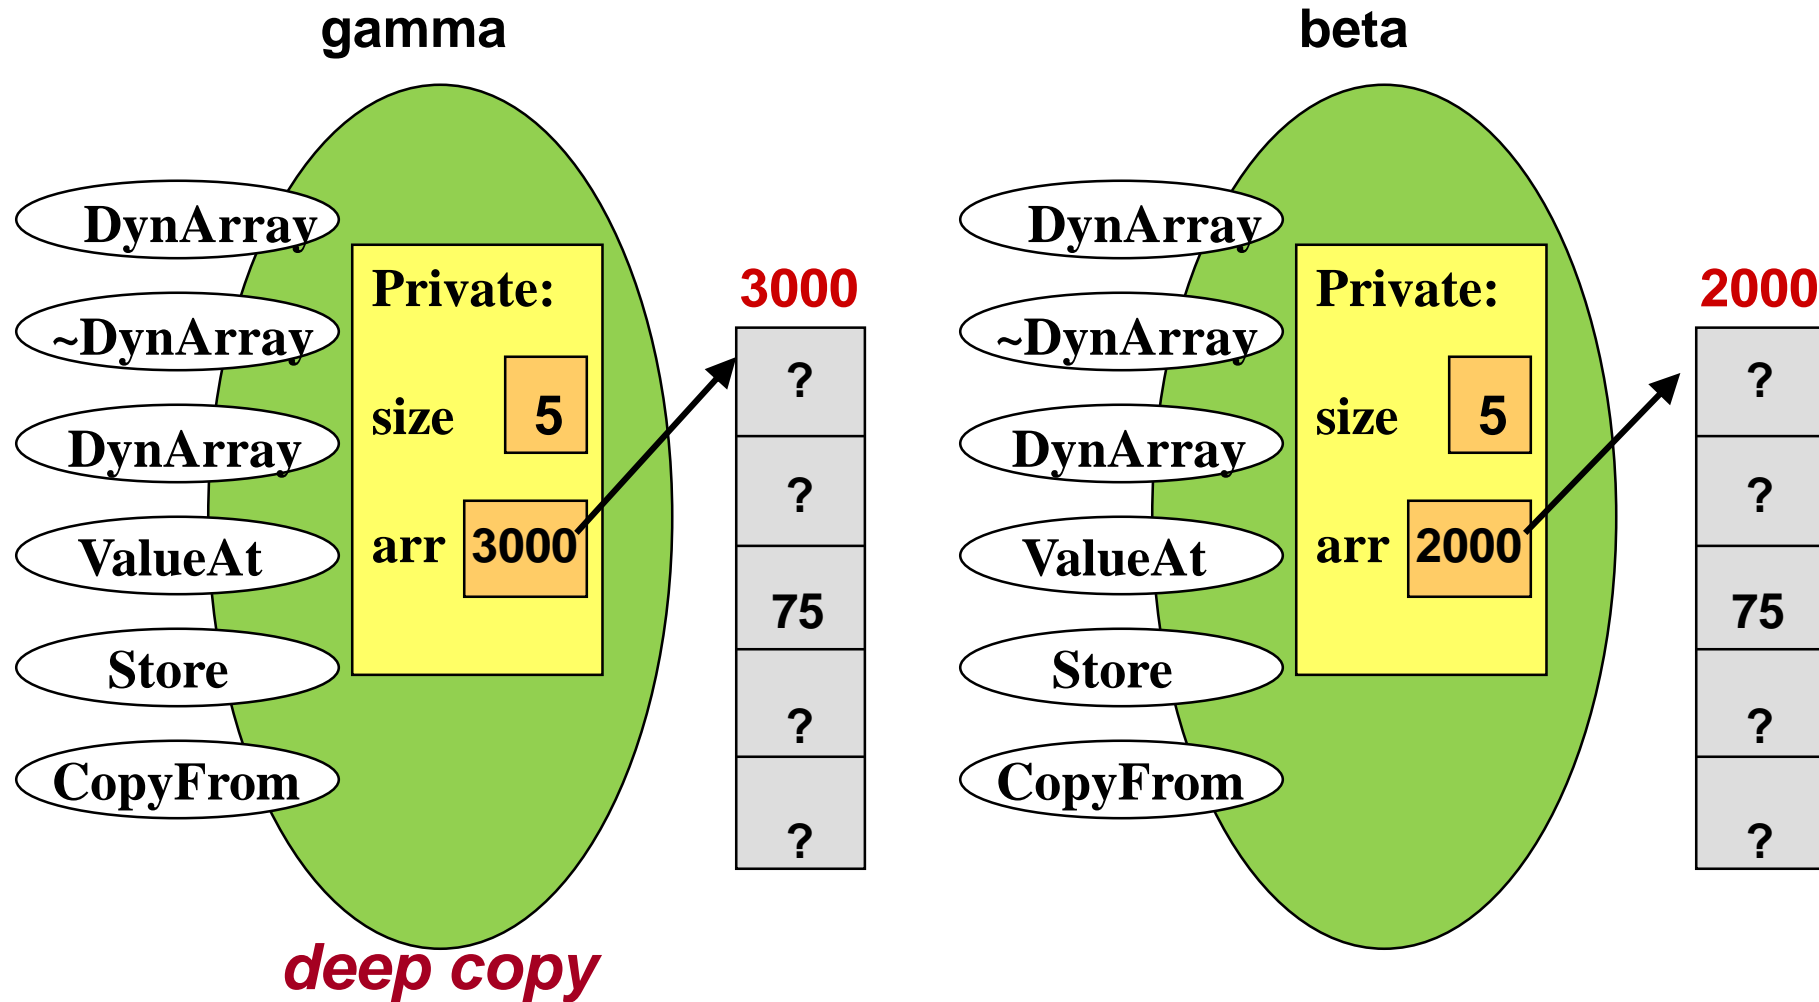 gamma
DynArray
~DynArray
DynArray
ValueAt
Store
CopyFrom
Private:
size 5
arr 3000
3000
?
?
75
?
?
deep copy
beta
DynArray
~DynArray
DynArray
ValueAt
Store
CopyFrom
Private:
size 5
arr 2000
2000
?
?
75
?
?